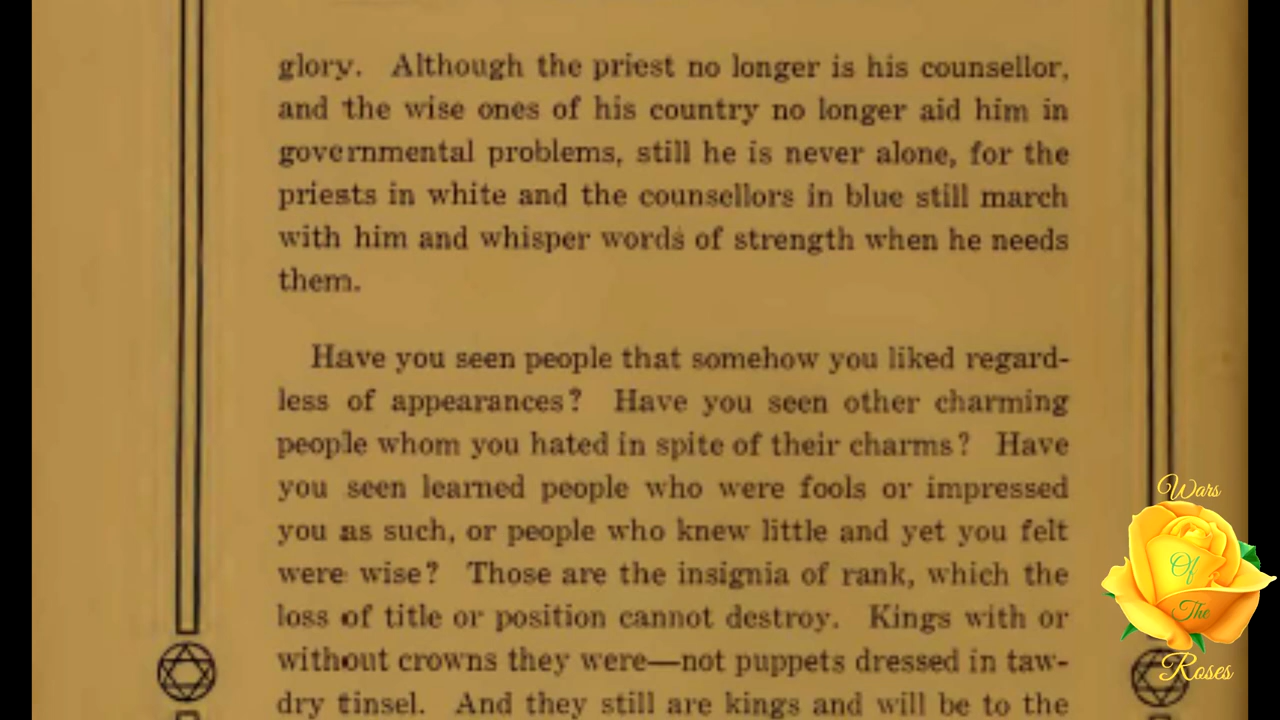 glory. Although the priest no longer is his counsellor,
and the wise ones of his country no longer aid him in
governmental problems, still he is never alone, for the
priests in white and the counsellors in blue still march
with him and whisper words of strength when he needs
them.
Have you seen people that somehow you liked regard-
less of appearances? Have you seen other charming
people whom you hated in spite of their charms? Have
you seen learned people who were fools or impressed
you as such, or people who knew little and yet you felt
were wise? Those are the insignia of rank, which the
loss of title or position cannot destroy. Kings with or
without crowns they were—not puppets dressed in taw-
dry tinsel. And they still are kings and will be to the
Wars
Of
The
Roses